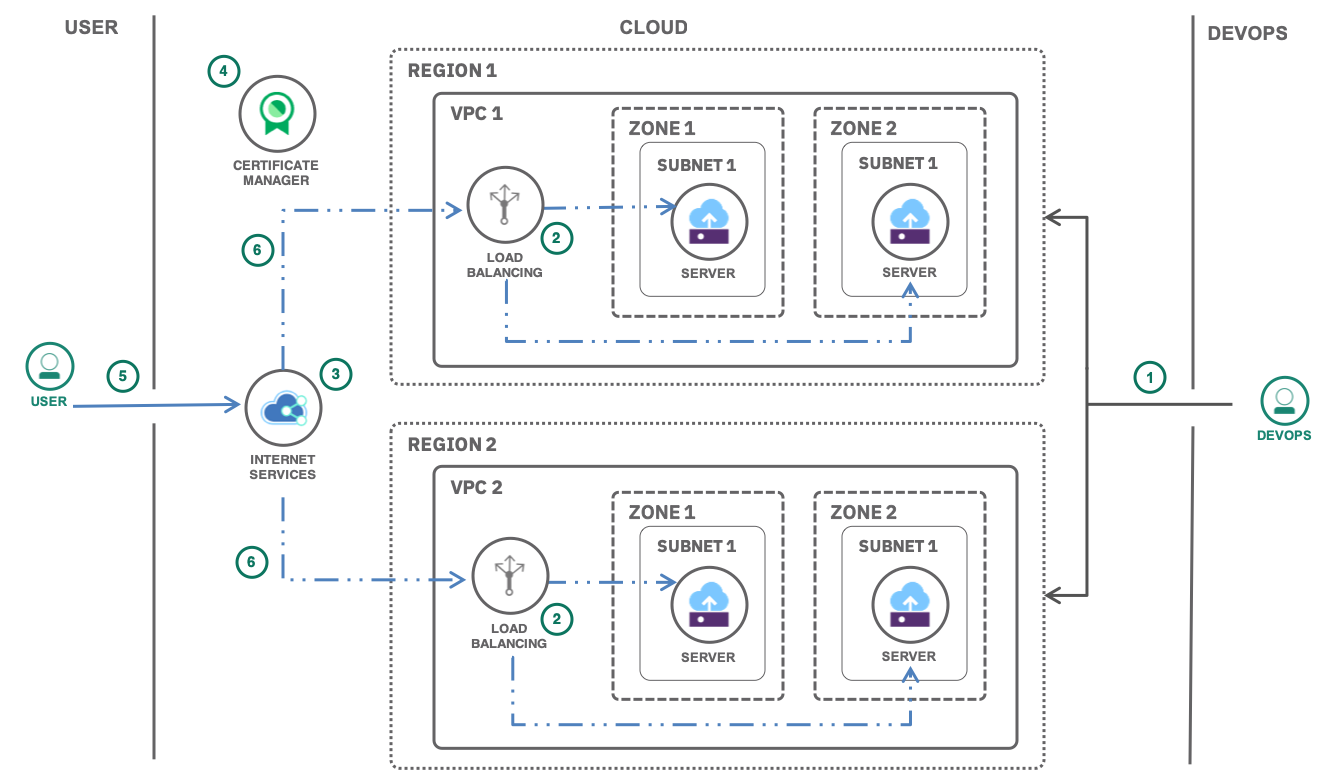 USER
CLOUD
DEVOPS
REGION 1
4
VPC 1
ZONE 1
ZONE 2
SUBNET 1
SUBNET 1
CERTIFICATE
MANAGER
6
2
LOAD
BALANCING
SERVER
SERVER
USER
5
3
1
DEVOPS
INTERNET
SERVICES
REGION 2
VPC 2
ZONE 1
ZONE 2
SUBNET 1
SUBNET 1
6
2
LOAD
BALANCING
SERVER
SERVER